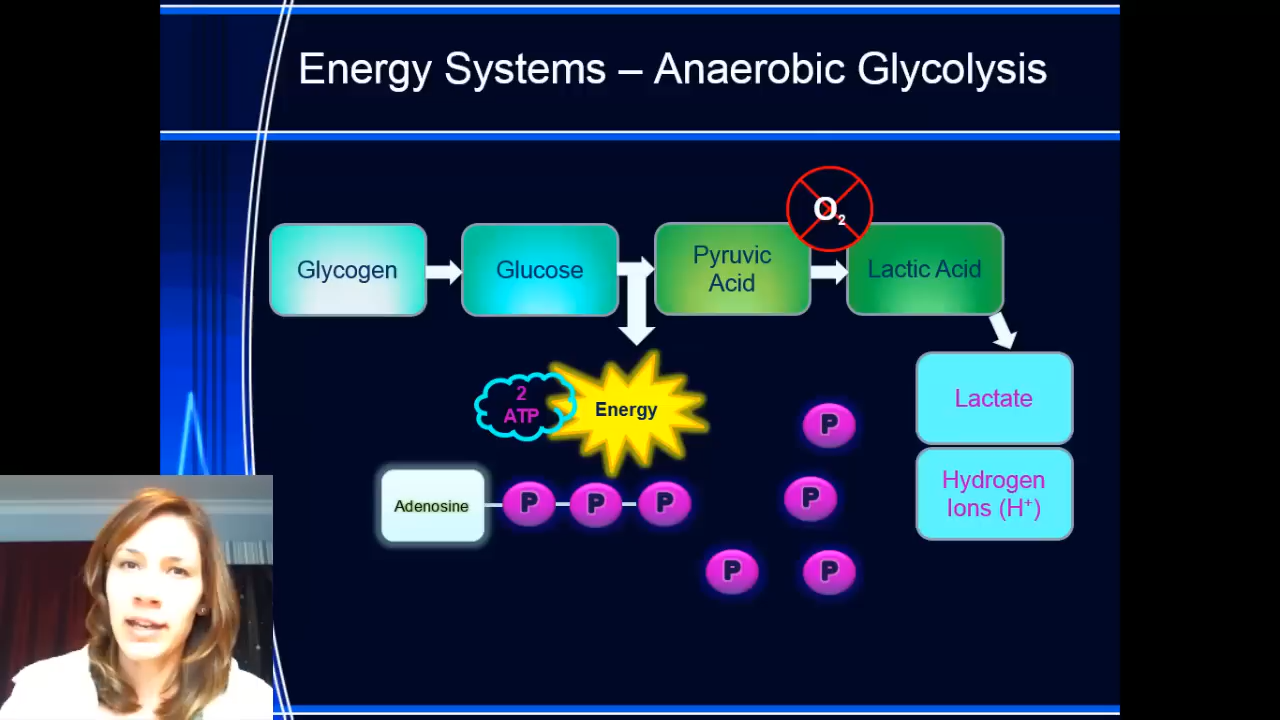 Energy Systems – Anaerobic Glycolysis
O₂
Glycogen
Glucose
Pyruvic
Acid
Lactic Acid
2
ATP
Energy
Lactate
Hydrogen
Ions (H⁺)
P
P
Adenosine
P
P
P
P
P